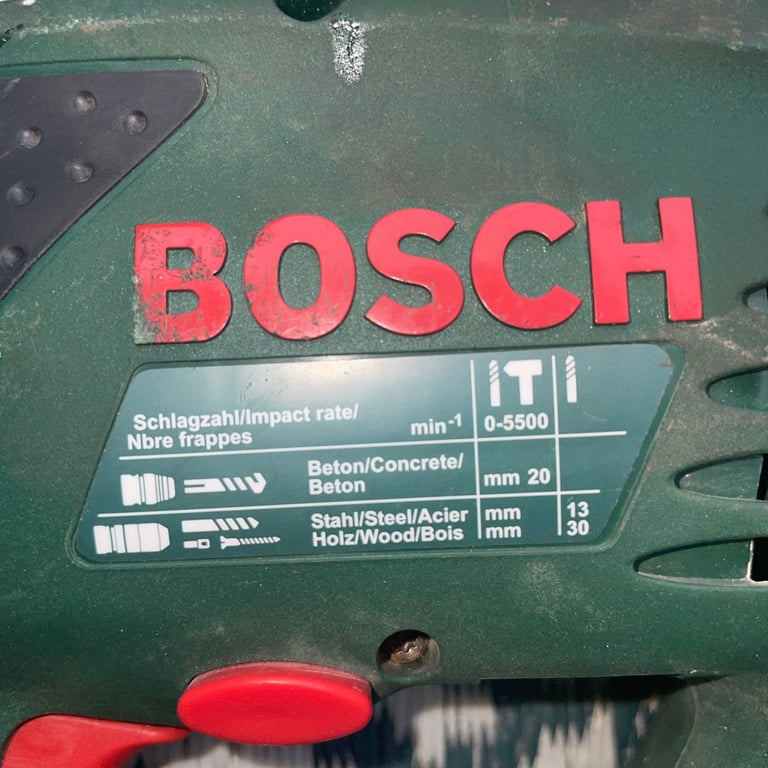 BOSCH
Schlagzahl/Impact rate/
Nbre frappes min-1 0-5500
Beton/Concrete/
Beton mm 20
Stahl/Steel/Acier mm 13
Holz/Wood/Bois mm 30